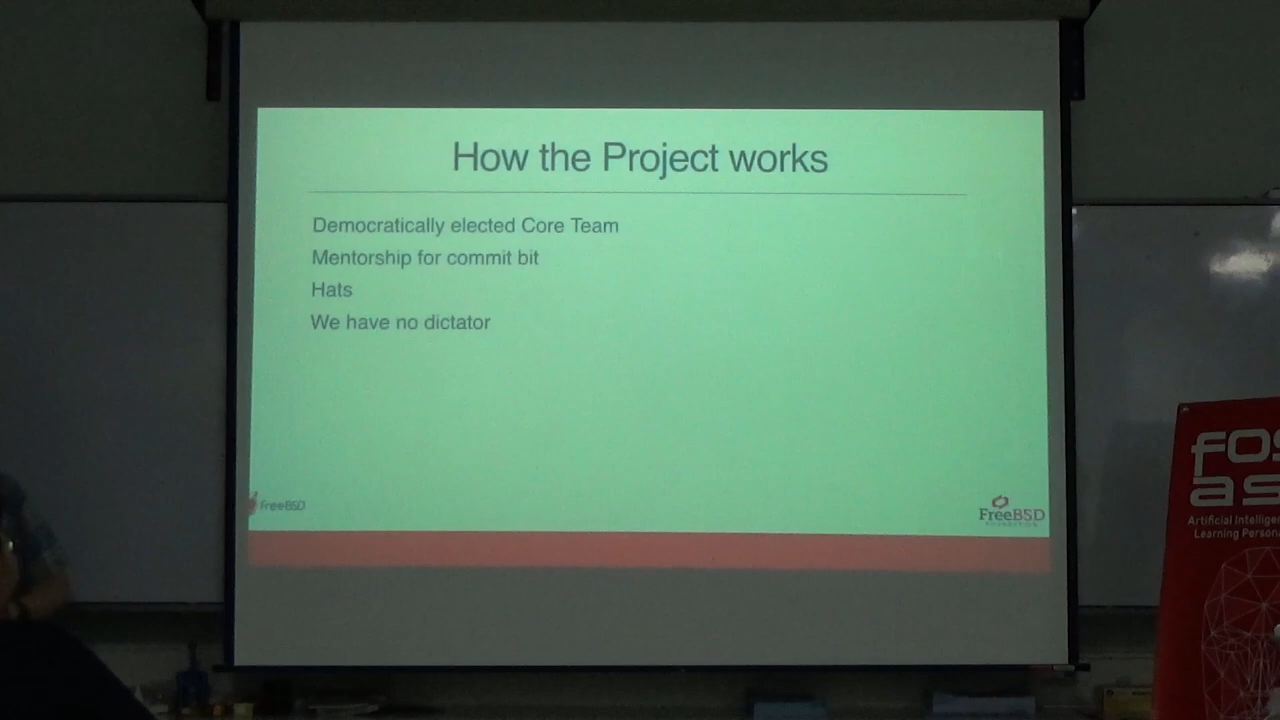 How the Project works
Democratically elected Core Team
Mentorship for commit bit
Hats
We have no dictator
FreeBSD
FreeBSD
FOUNDATION
fos
as
Artificial Intellige
Learning Person